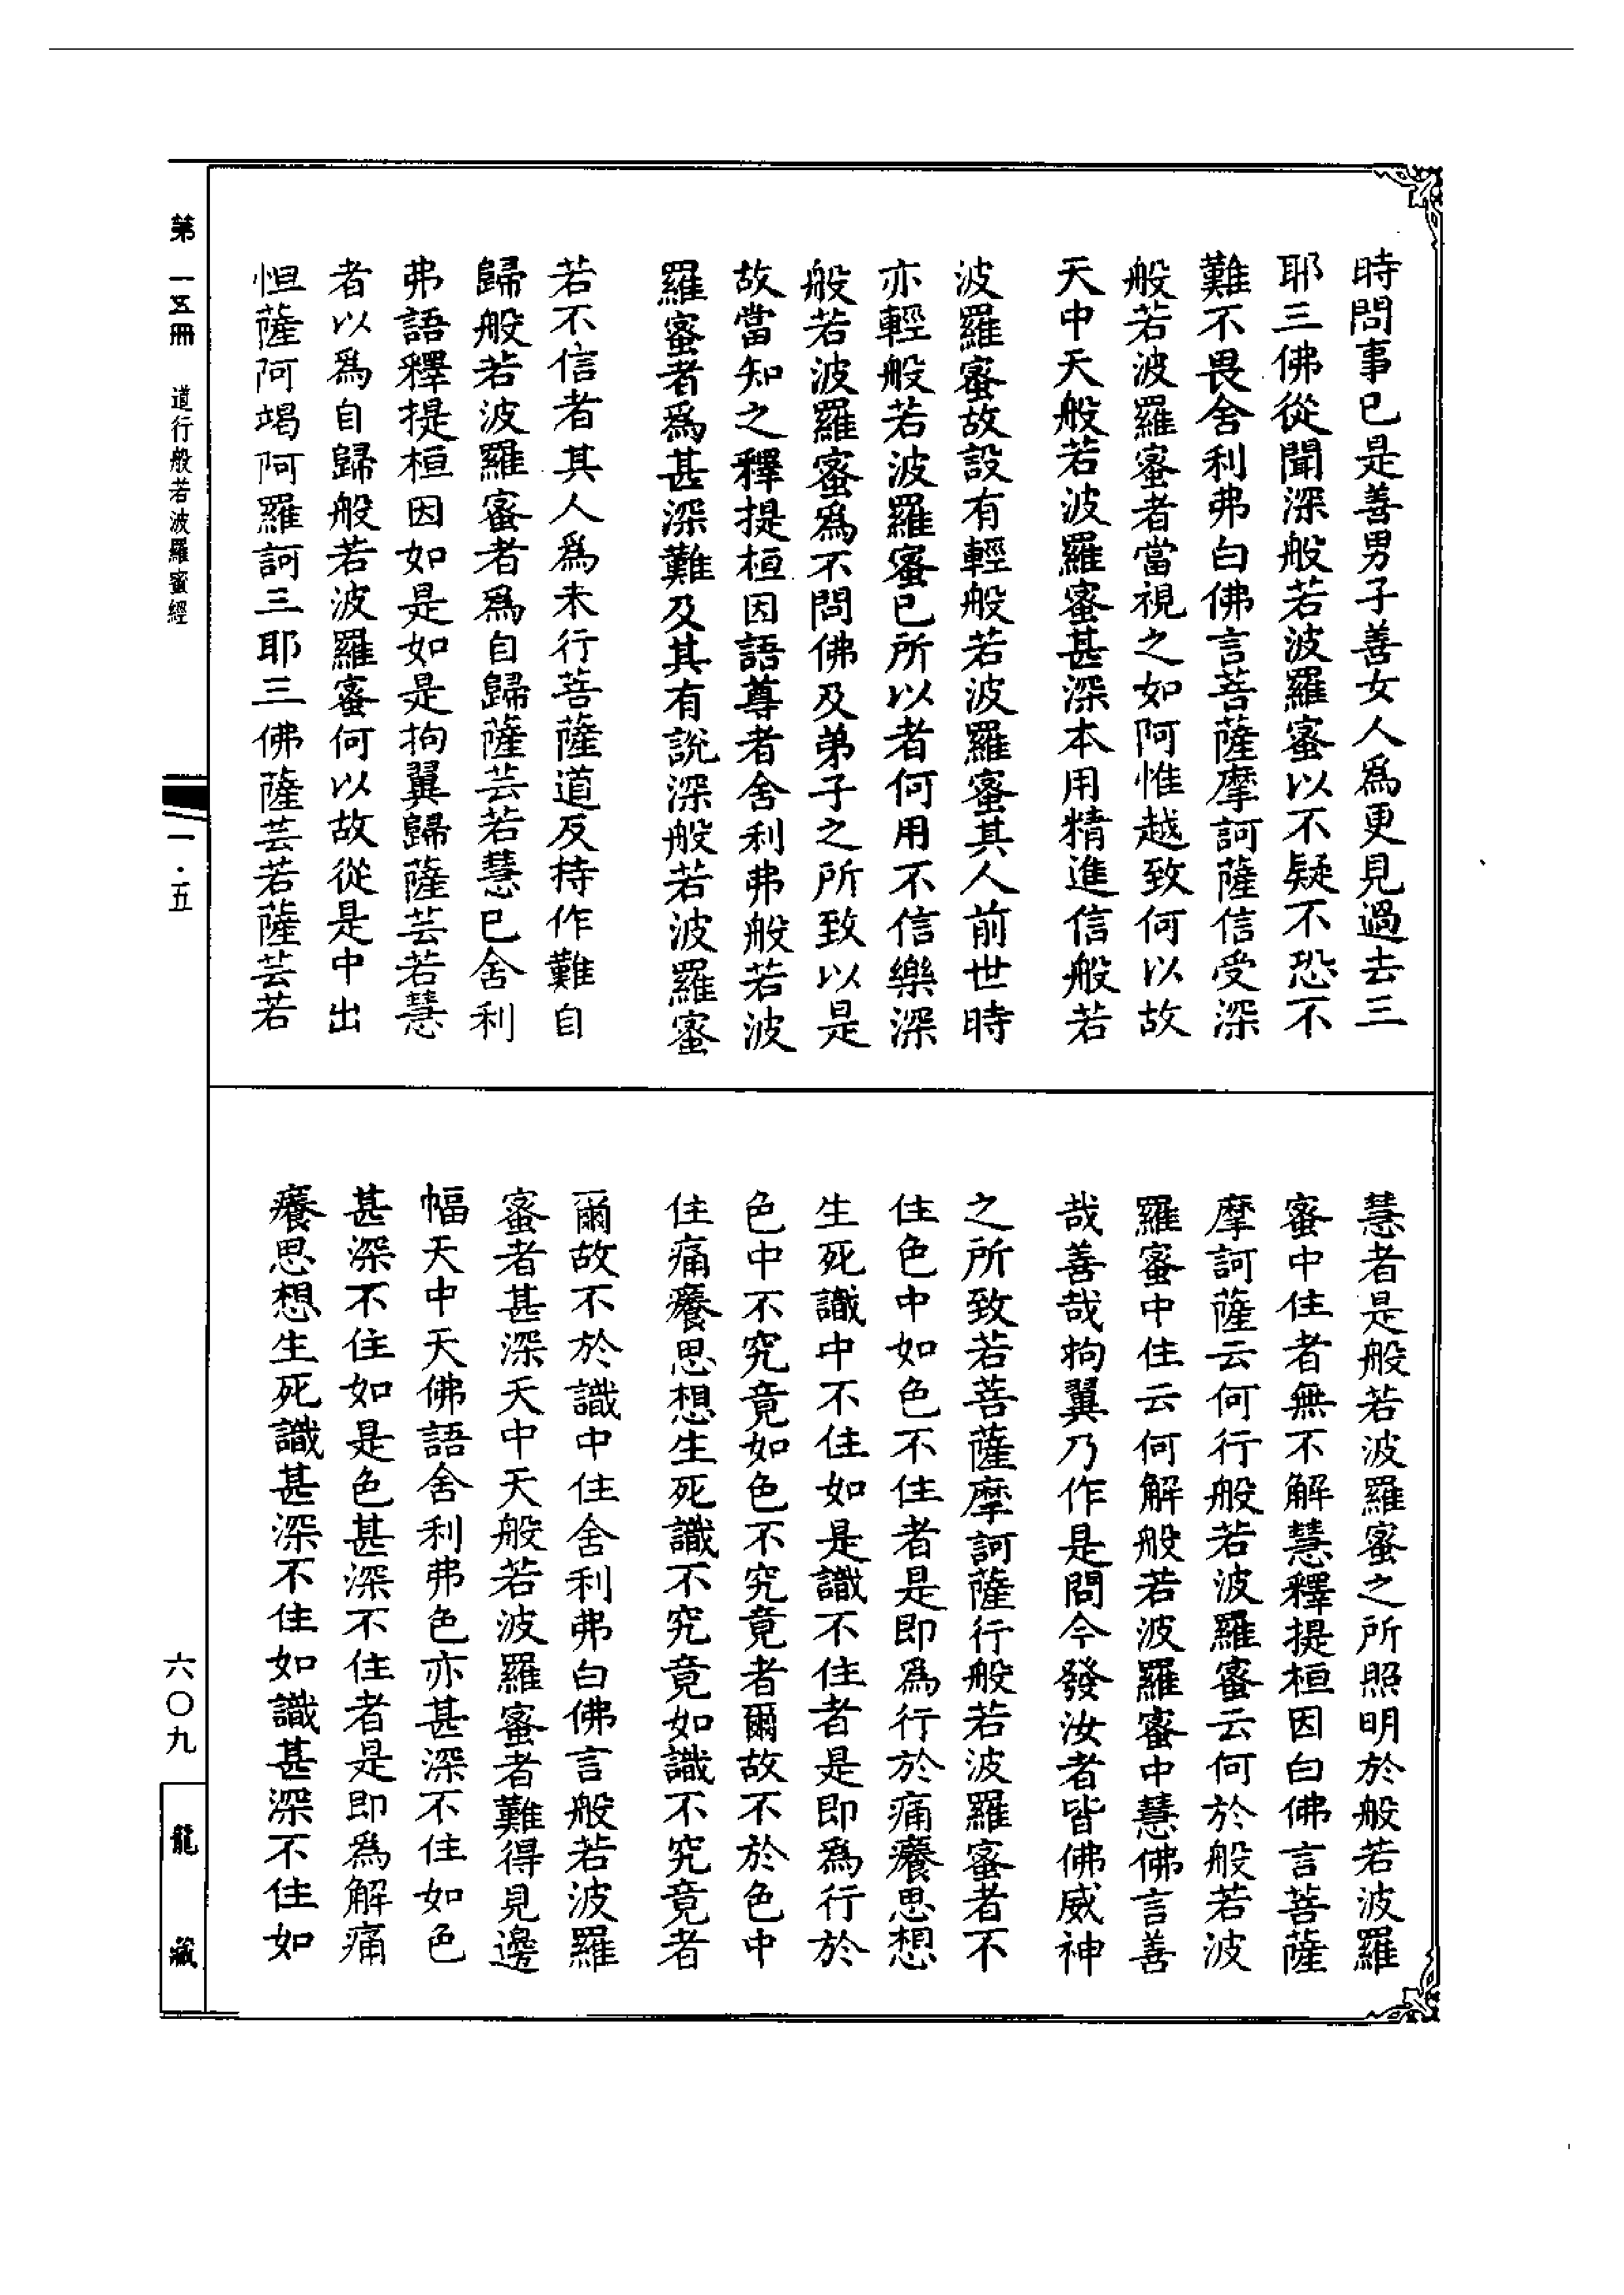 時問事已是善男子善女人爲更見過去三
耶三佛從聞深般若波羅蜜以不疑不恐不
難不畏舍利弗白佛言菩薩摩訶薩信受深
般若波羅蜜者當視之如阿惟越致何以故
天中天般若波羅蜜甚深本用精進信般若
波羅蜜故設有輕般若波羅蜜其人前世時
亦輕般若波羅蜜已所以者何用不信樂深
般若波羅蜜爲不問佛及弟子之所致以是
故當知之釋提桓因語尊者舍利弗般若波
羅蜜者爲甚深難及其有說深般若波羅蜜
若不信者其人爲未行菩薩道反持作難自
歸般若波羅蜜者爲自歸薩芸若慧已舍利
弗語釋提桓因如是如是拘翼歸薩芸若慧
者以爲自歸般若波羅蜜何以故從是中出
怛薩阿竭阿羅訶三耶三佛薩芸若薩芸若
慧者是般若波羅蜜之所照明於般若波羅
蜜中住者無不解慧釋提桓因白佛言菩薩
摩訶薩云何行般若波羅蜜云何於般若波
羅蜜中住云何解般若波羅蜜中慧佛言善
哉善哉拘翼乃作是問今發汝者皆佛威神
之所致若菩薩摩訶薩行般若波羅蜜者不
住色中如色不住者是即爲行於痛癢思想
生死識中不住如是識不住者是即爲行於
色中不究竟如色不究竟者爾故不於色中
住痛癢思想生死識不究竟如識不究竟者
爾故不於識中住舍利弗白佛言般若波羅
蜜者甚深天中天般若波羅蜜者難得見邊
幅天中天佛語舍利弗色亦甚深不住如色
甚深不住如是色甚深不住者是即爲解痛
癢思想生死識甚深不住如識甚深不住如
第一五冊 道行般若波羅蜜經
一·五
六〇九
龍藏